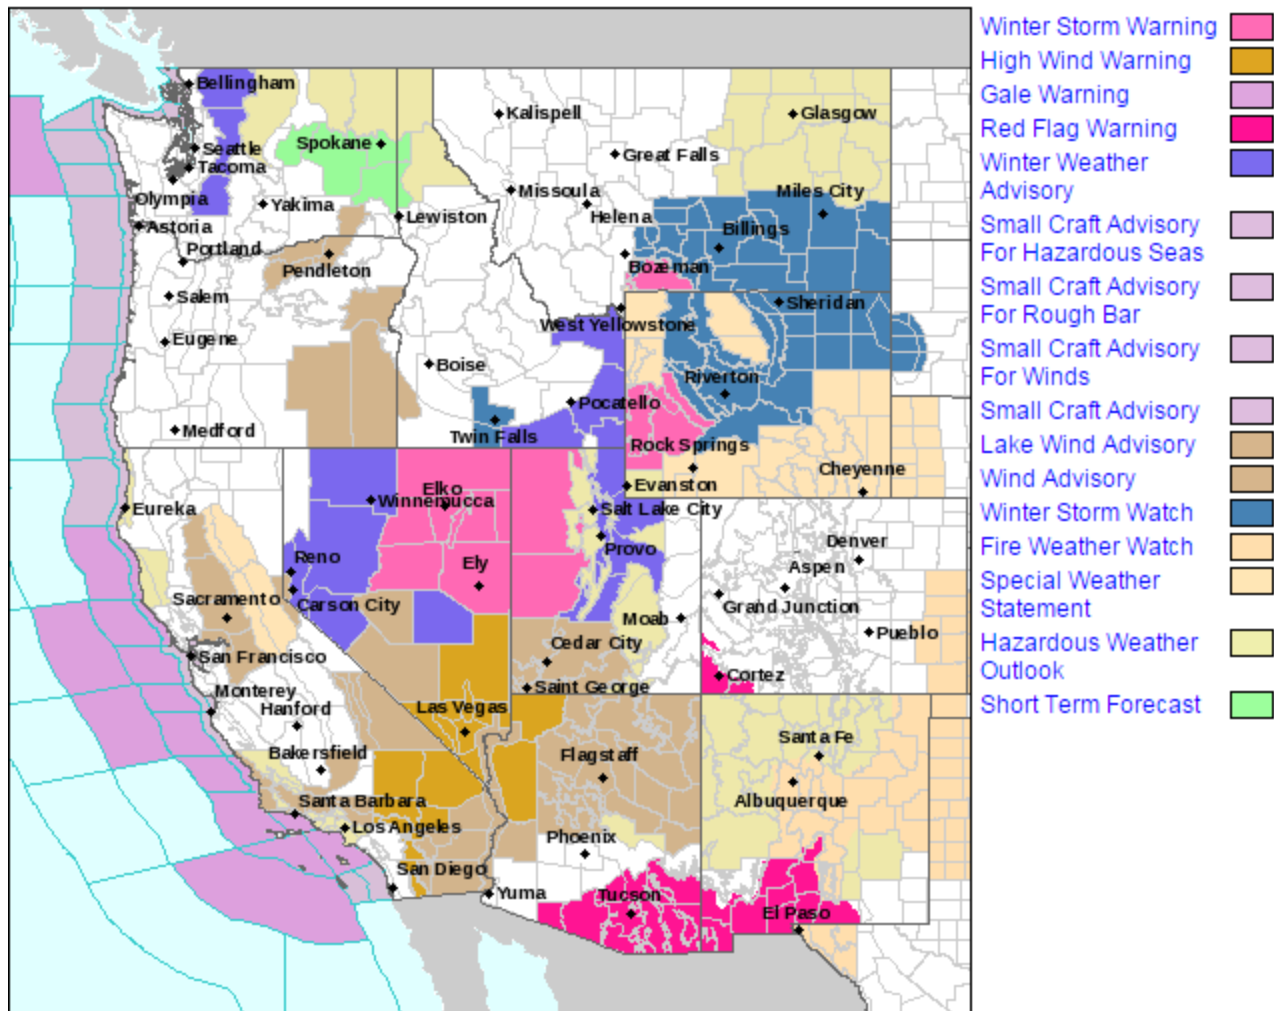 Winter Storm Warning
High Wind Warning
Gale Warning
Red Flag Warning
Winter Weather
Advisory
Small Craft Advisory
For Hazardous Seas
Small Craft Advisory
For Rough Bar
Small Craft Advisory
For Winds
Small Craft Advisory
Lake Wind Advisory
Wind Advisory
Winter Storm Watch
Fire Weather Watch
Special Weather
Statement
Hazardous Weather
Outlook
Short Term Forecast
Bellingham
Kalispell
Glasgow
Seattle
Spokane
Great Falls
Tacoma
Missoula
Miles City
Olympia
Yakima
Lewiston
Helena
Astoria
Billings
Portland
Pendleton
Bozeman
Salem
Sheridan
West Yellowstone
Eugene
Boise
Riverton
Pocatello
Medford
Twin Falls
Rock Springs
Cheyenne
Elko
Evanston
Winnemucca
Eureka
Salt Lake City
Denver
Provo
Reno
Ely
Aspen
Sacramento
Carson City
Grand Junction
Moab
Pueblo
Cedar City
San Francisco
Cortez
Saint George
Monterey
Hanford
Las Vegas
Santa Fe
Bakersfield
Flagstaff
Santa Barbara
Albuquerque
Los Angeles
Phoenix
San Diego
Yuma
Tucson
El Paso